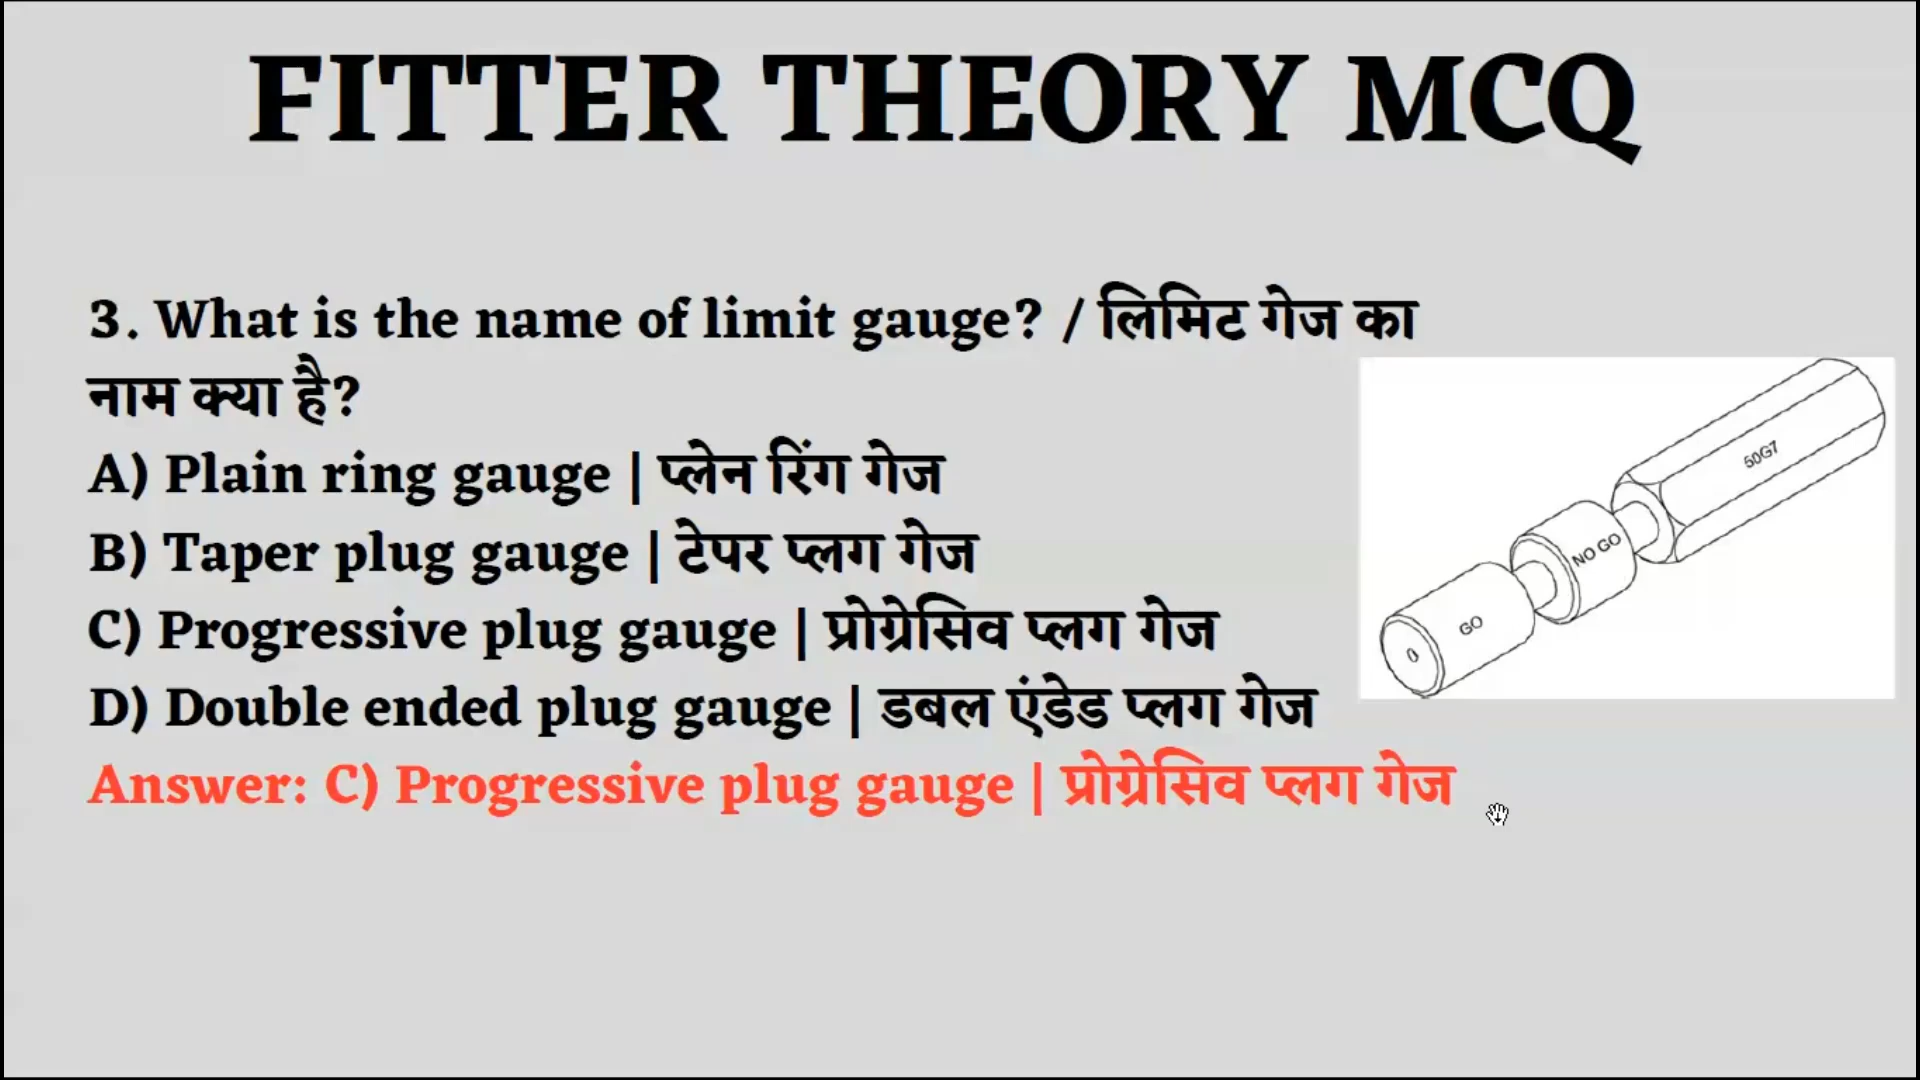 FITTER THEORY MCQ
3. What is the name of limit gauge? / लिमिट गेज का
नाम क्या है?
A) Plain ring gauge | प्लेन रिंग गेज
B) Taper plug gauge | टेपर प्लग गेज
C) Progressive plug gauge | प्रोग्रेसिव प्लग गेज
D) Double ended plug gauge | डबल एंडेड प्लग गेज
Answer: C) Progressive plug gauge | प्रोग्रेसिव प्लग गेज
50G7
NO GO
GO